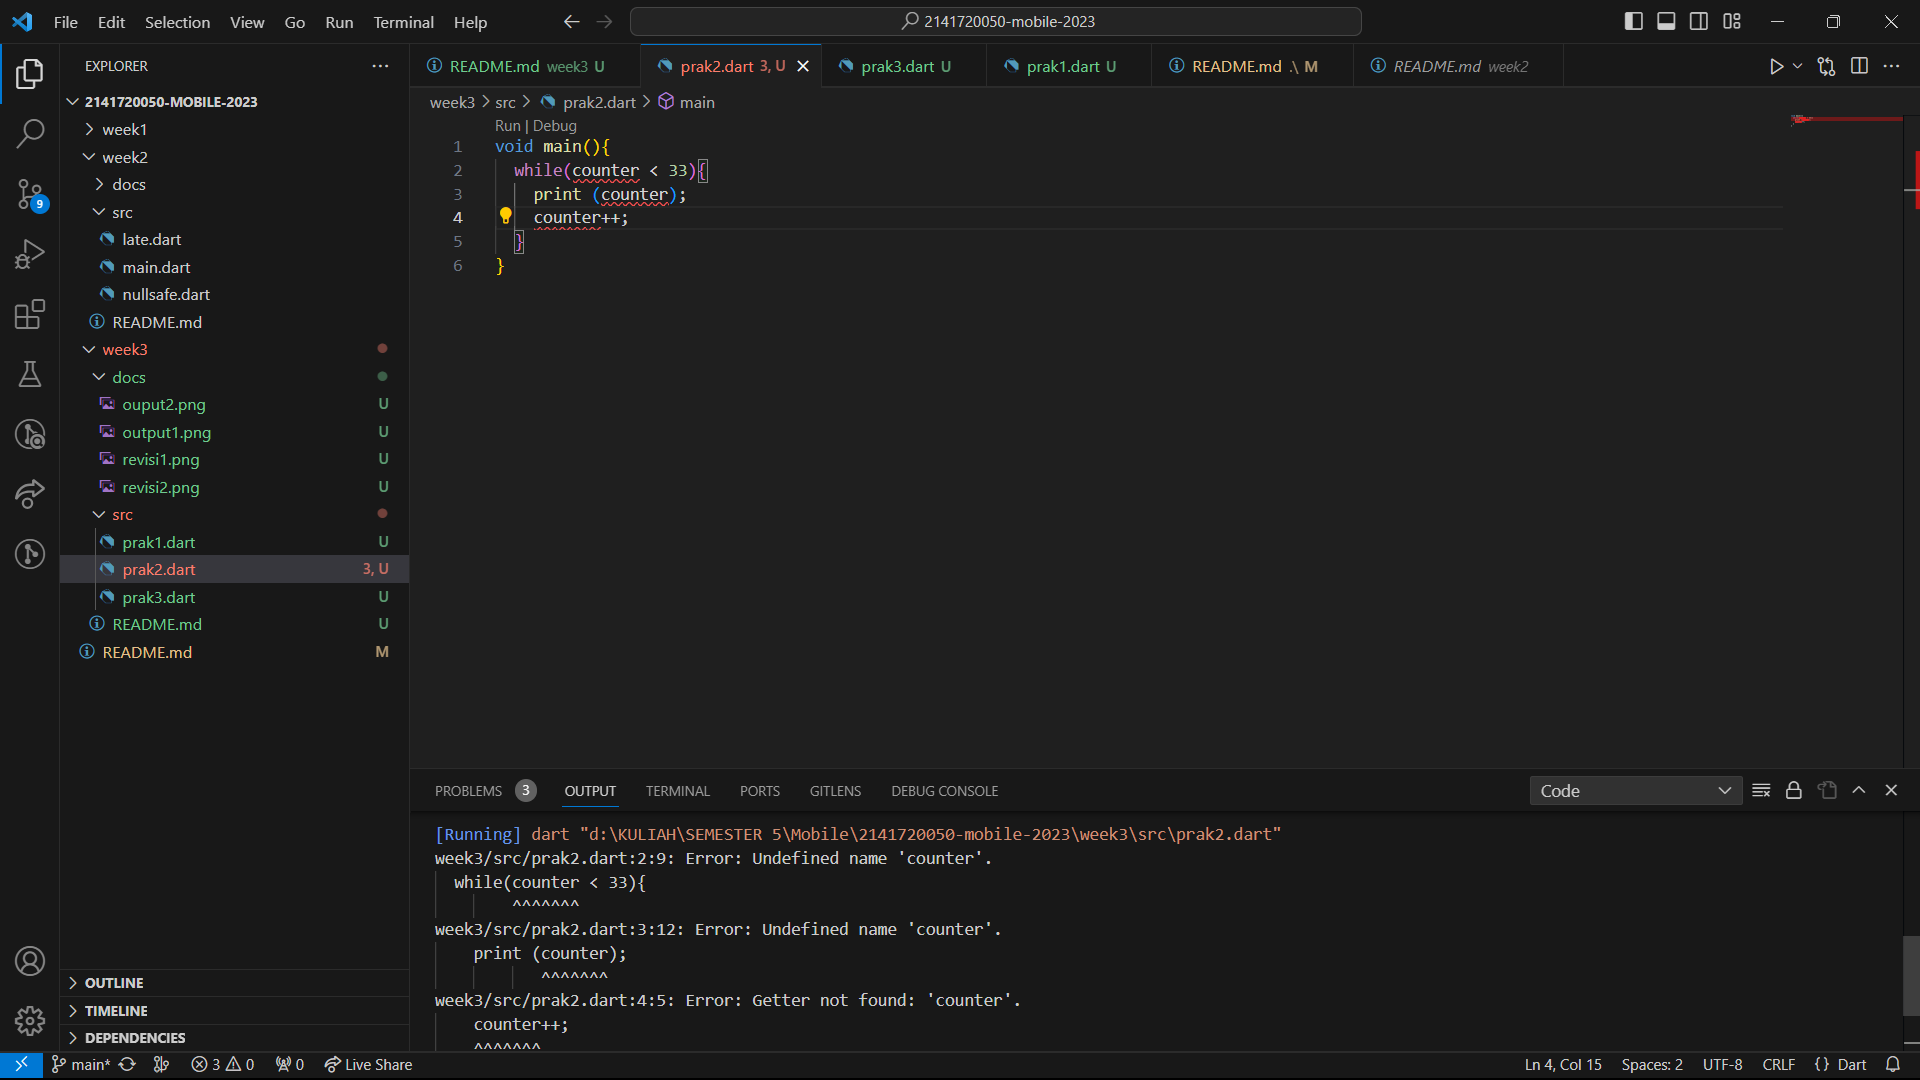 File Edit Selection View Go Run Terminal Help
2141720050-mobile-2023
EXPLORER
2141720050-MOBILE-2023
week1
week2
docs
src
late.dart
main.dart
nullsafe.dart
README.md
week3
docs
ouput2.png U
output1.png U
revisi1.png U
revisi2.png U
src
prak1.dart U
prak2.dart 3, U
prak3.dart U
README.md U
README.md M
OUTLINE
TIMELINE
DEPENDENCIES
9
README.md week3 U
prak2.dart 3, U
prak3.dart U
prak1.dart U
README.md .\ M
README.md week2
week3 > src > prak2.dart > main
Run | Debug
1 void main(){
2 while(counter < 33){
3 print (counter);
4 counter++;
5 }
6 }
PROBLEMS 3 OUTPUT TERMINAL PORTS GITLENS DEBUG CONSOLE
Code
[Running] dart "d:\KULIAH\SEMESTER 5\Mobile\2141720050-mobile-2023\week3\src\prak2.dart"
week3/src/prak2.dart:2:9: Error: Undefined name 'counter'.
while(counter < 33){
^^^^^^^
week3/src/prak2.dart:3:12: Error: Undefined name 'counter'.
print (counter);
^^^^^^^
week3/src/prak2.dart:4:5: Error: Getter not found: 'counter'.
counter++;
^^^^^^^
main* 3 0 0 Live Share
Ln 4, Col 15 Spaces: 2 UTF-8 CRLF {} Dart